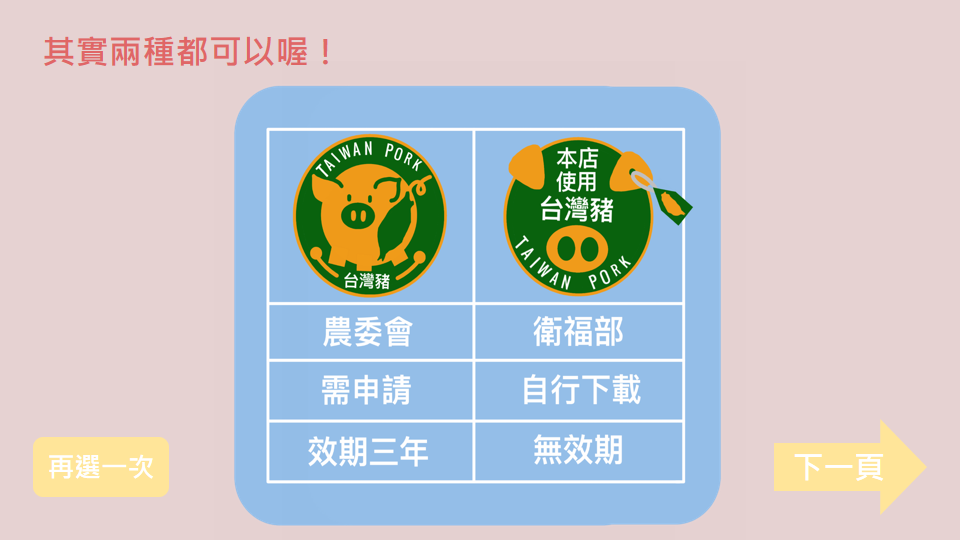 其實兩種都可以喔！
TAIWAN PORK
台灣豬
本店
使用
台灣豬
TAIWAN PORK
農委會
衛福部
需申請
自行下載
效期三年
無效期
再選一次
下一頁